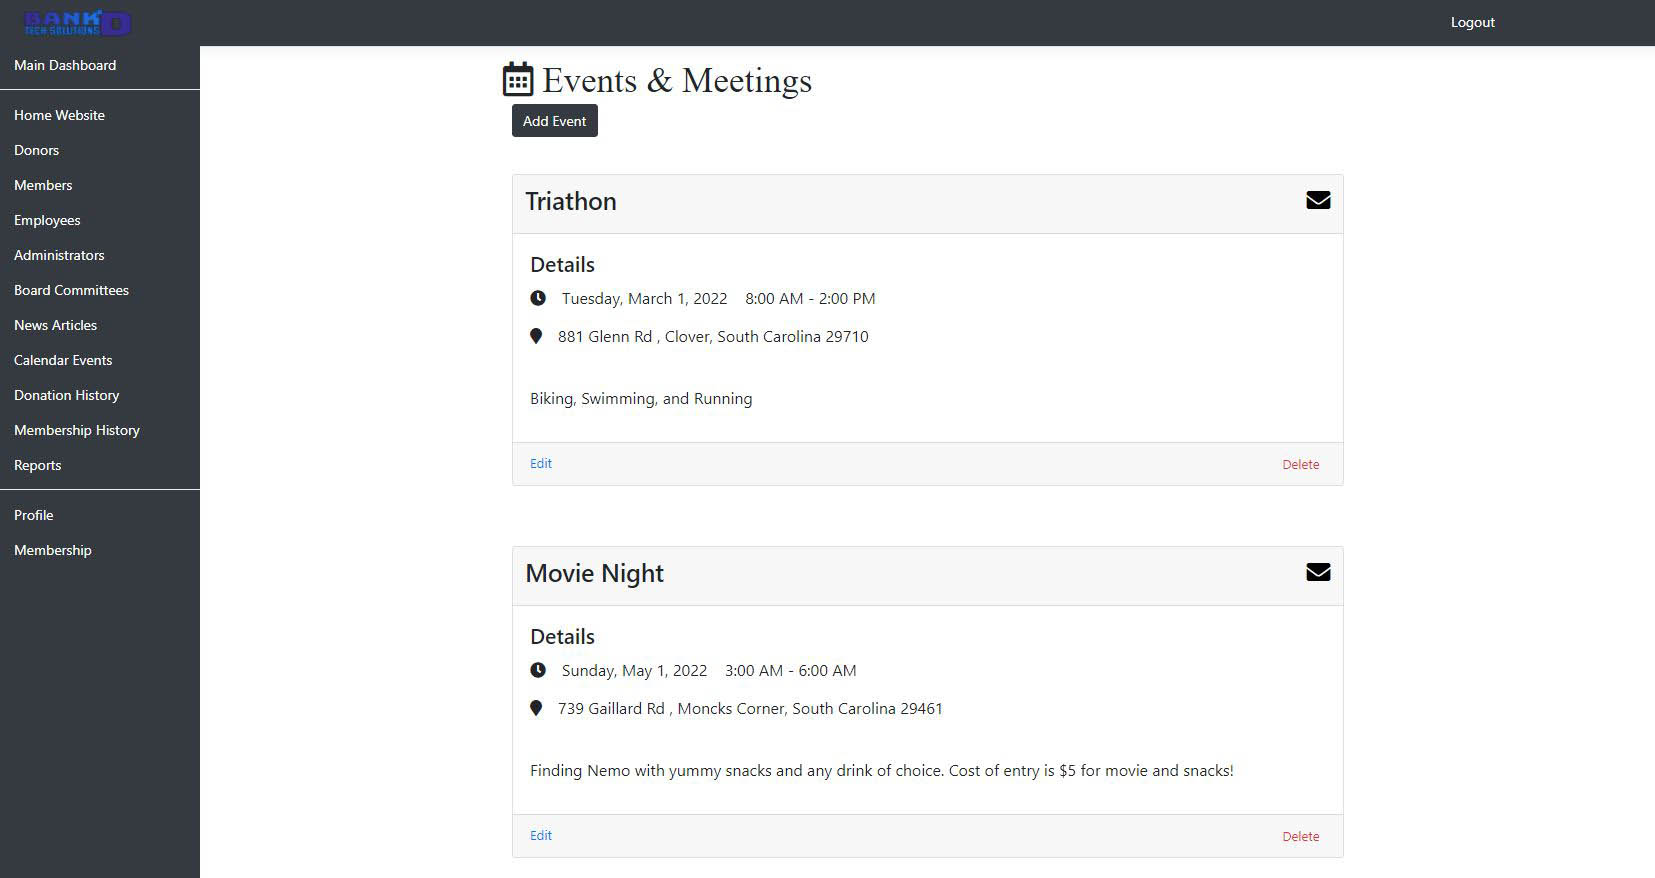 BANK'D
TECH SOLUTIONS
Logout
Main Dashboard
Home Website
Donors
Members
Employees
Administrators
Board Committees
News Articles
Calendar Events
Donation History
Membership History
Reports
Profile
Membership
Events & Meetings
Add Event
Triathon
Details
Tuesday, March 1, 2022 8:00 AM - 2:00 PM
881 Glenn Rd , Clover, South Carolina 29710
Biking, Swimming, and Running
Edit Delete
Movie Night
Details
Sunday, May 1, 2022 3:00 AM - 6:00 AM
739 Gaillard Rd , Moncks Corner, South Carolina 29461
Finding Nemo with yummy snacks and any drink of choice. Cost of entry is $5 for movie and snacks!
Edit Delete